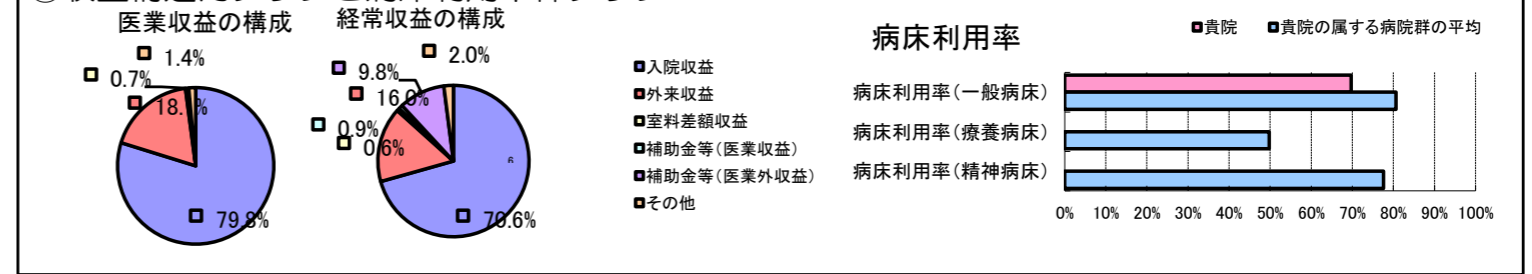 医業収益の構成
1.4%
0.7%
18.
79.8%
経常収益の構成
2.0%
9.8%
16.0%
0.9%
0.6%
6
70.6%
入院収益
外来収益
室料差額収益
補助金等(医業収益)
補助金等(医業外収益)
その他
病床利用率
貴院 貴院の属する病院群の平均
病床利用率(一般病床)
病床利用率(療養病床)
病床利用率(精神病床)
0% 10% 20% 30% 40% 50% 60% 70% 80% 90% 100%